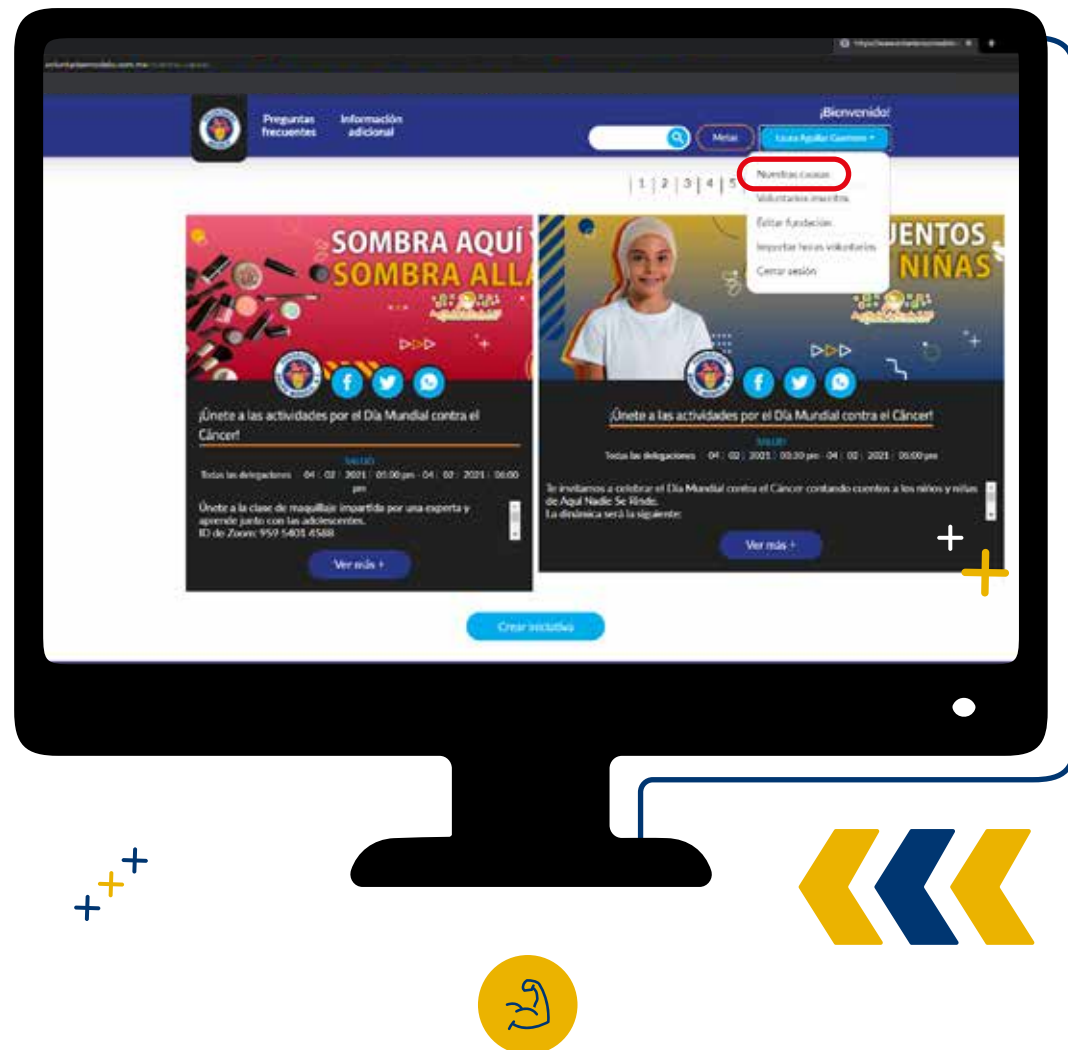 ¡Bienvenido!
Preguntas frecuentes
Información adicional
Metas
Nuestras causas
Voluntarios inscritos
Editar fundación
Importar horas voluntarios
Cerrar sesión
| 1 | 2 | 3 | 4 | 5
SOMBRA AQUÍ Y
SOMBRA ALLÁ
¡Únete a las actividades por el Día Mundial contra el
Cáncer!
SALUD
Todas las delegaciones 04 | 02 | 2021 | 05:00 pm - 04 | 02 | 2021 | 06:00
pm
Únete a la clase de maquillaje impartida por una experta y
aprende junto con las adolescentes.
ID de Zoom: 959 5401 4588
Ver más +
CUENTOS
NIÑAS
¡Únete a las actividades por el Día Mundial contra el Cáncer!
SALUD
Todas las delegaciones 04 | 02 | 2021 | 03:30 pm - 04 | 02 | 2021 | 05:00 pm
Te invitamos a celebrar el Día Mundial contra el Cáncer contando cuentos a los niños y niñas
de Aquí Nadie Se Rinde.
La dinámica será la siguiente:
Ver más +
Crear iniciativa